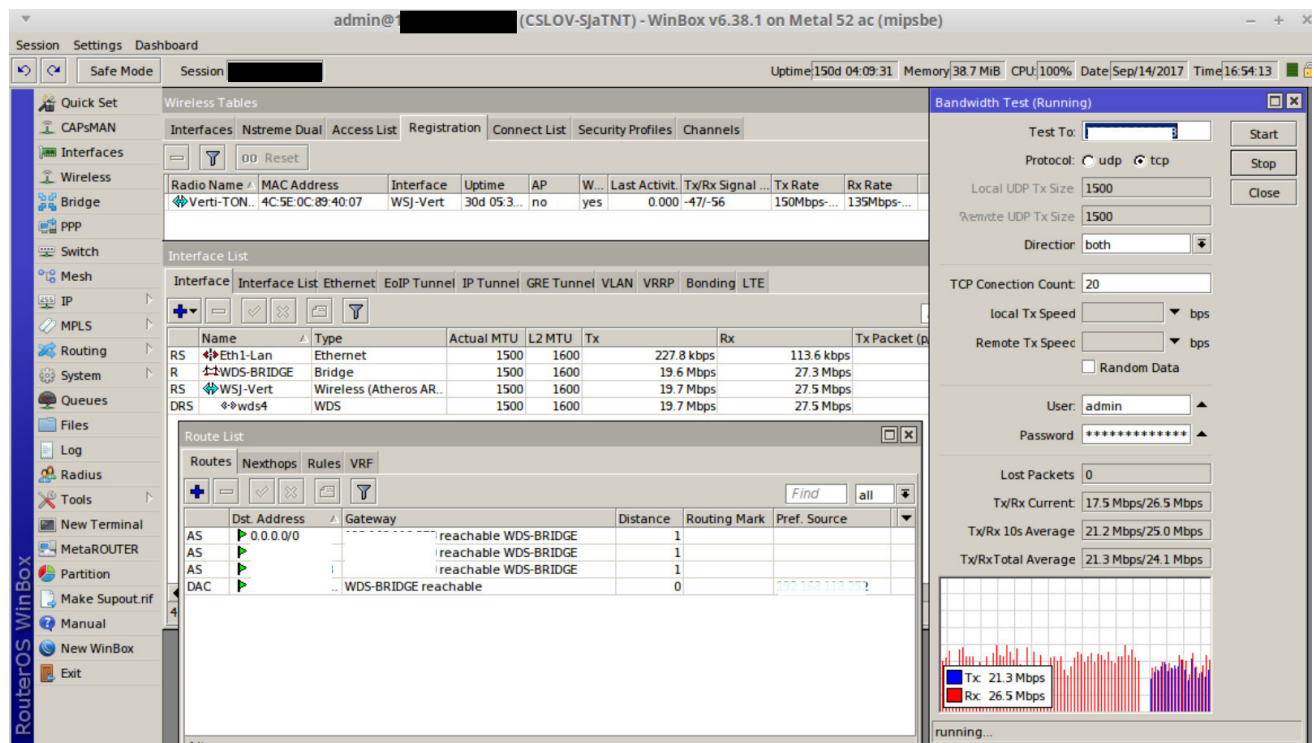 admin@1 (CSLOV-SJaTNT) - WinBox v6.38.1 on Metal 52 ac (mipsbe)
Session Settings Dashboard
Safe Mode Session Uptime: 150d 04:09:31 Memory: 38.7 MiB CPU: 100% Date: Sep/14/2017 Time: 16:54:13
RouterOS WinBox
Quick Set
CAPsMAN
Interfaces
Wireless
Bridge
PPP
Switch
Mesh
IP
MPLS
Routing
System
Queues
Files
Log
Radius
Tools
New Terminal
MetaROUTER
Partition
Make Supout.rif
Manual
New WinBox
Exit
Wireless Tables
Interfaces Nstreme Dual Access List Registration Connect List Security Profiles Channels
00 Reset
Radio Name MAC Address Interface Uptime AP W... Last Activit. Tx/Rx Signal ... Tx Rate Rx Rate
Verti-TON.. 4C:5E:0C:89:40:07 WSJ-Vert 30d 05:3... no yes 0.000 -47/-56 150Mbps-... 135Mbps-...
Interface List
Interface Interface List Ethernet EoIP Tunnel IP Tunnel GRE Tunnel VLAN VRRP Bonding LTE
Name Type Actual MTU L2 MTU Tx Rx Tx Packet (p/
RS Eth1-Lan Ethernet 1500 1600 227.8 kbps 113.6 kbps
R WDS-BRIDGE Bridge 1500 1600 19.6 Mbps 27.3 Mbps
RS WSJ-Vert Wireless (Atheros AR.. 1500 1600 19.7 Mbps 27.5 Mbps
DRS wds4 WDS 1500 1600 19.7 Mbps 27.5 Mbps
4
Route List
Routes Nexthops Rules VRF
Find all
Dst. Address Gateway Distance Routing Mark Pref. Source
AS 0.0.0.0/0 reachable WDS-BRIDGE 1
AS reachable WDS-BRIDGE 1
AS reachable WDS-BRIDGE 1
DAC .. WDS-BRIDGE reachable 0
Bandwidth Test (Running)
Test To: Start
Protocol: udp tcp Stop
Local UDP Tx Size 1500 Close
Remote UDP Tx Size 1500
Direction both
TCP Conection Count: 20
local Tx Speed bps
Remote Tx Speed bps
Random Data
User: admin
Password *************
Lost Packets 0
Tx/Rx Current: 17.5 Mbps/26.5 Mbps
Tx/Rx 10s Average 21.2 Mbps/25.0 Mbps
Tx/RxTotal Average 21.3 Mbps/24.1 Mbps
Tx: 21.3 Mbps
Rx: 26.5 Mbps
running...